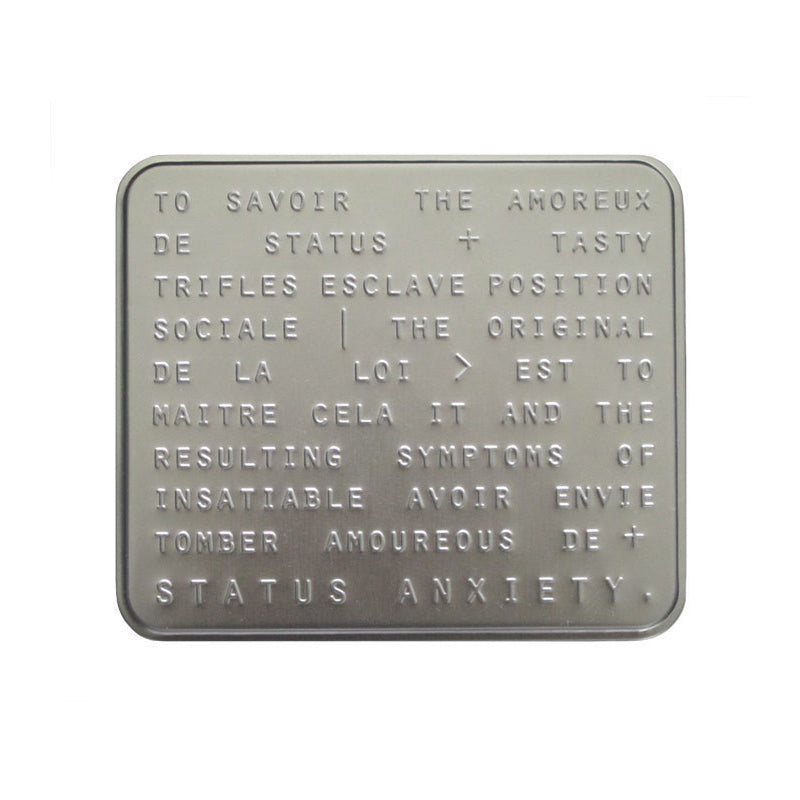 TO SAVOIR THE AMOREUX
DE STATUS + TASTY
TRIFLES ESCLAVE POSITION
SOCIALE | THE ORIGINAL
DE LA LOI > EST TO
MAITRE CELA IT AND THE
RESULTING SYMPTOMS OF
INSATIABLE AVOIR ENVIE
TOMBER AMOUREOUS DE +
STATUS ANXIETY.